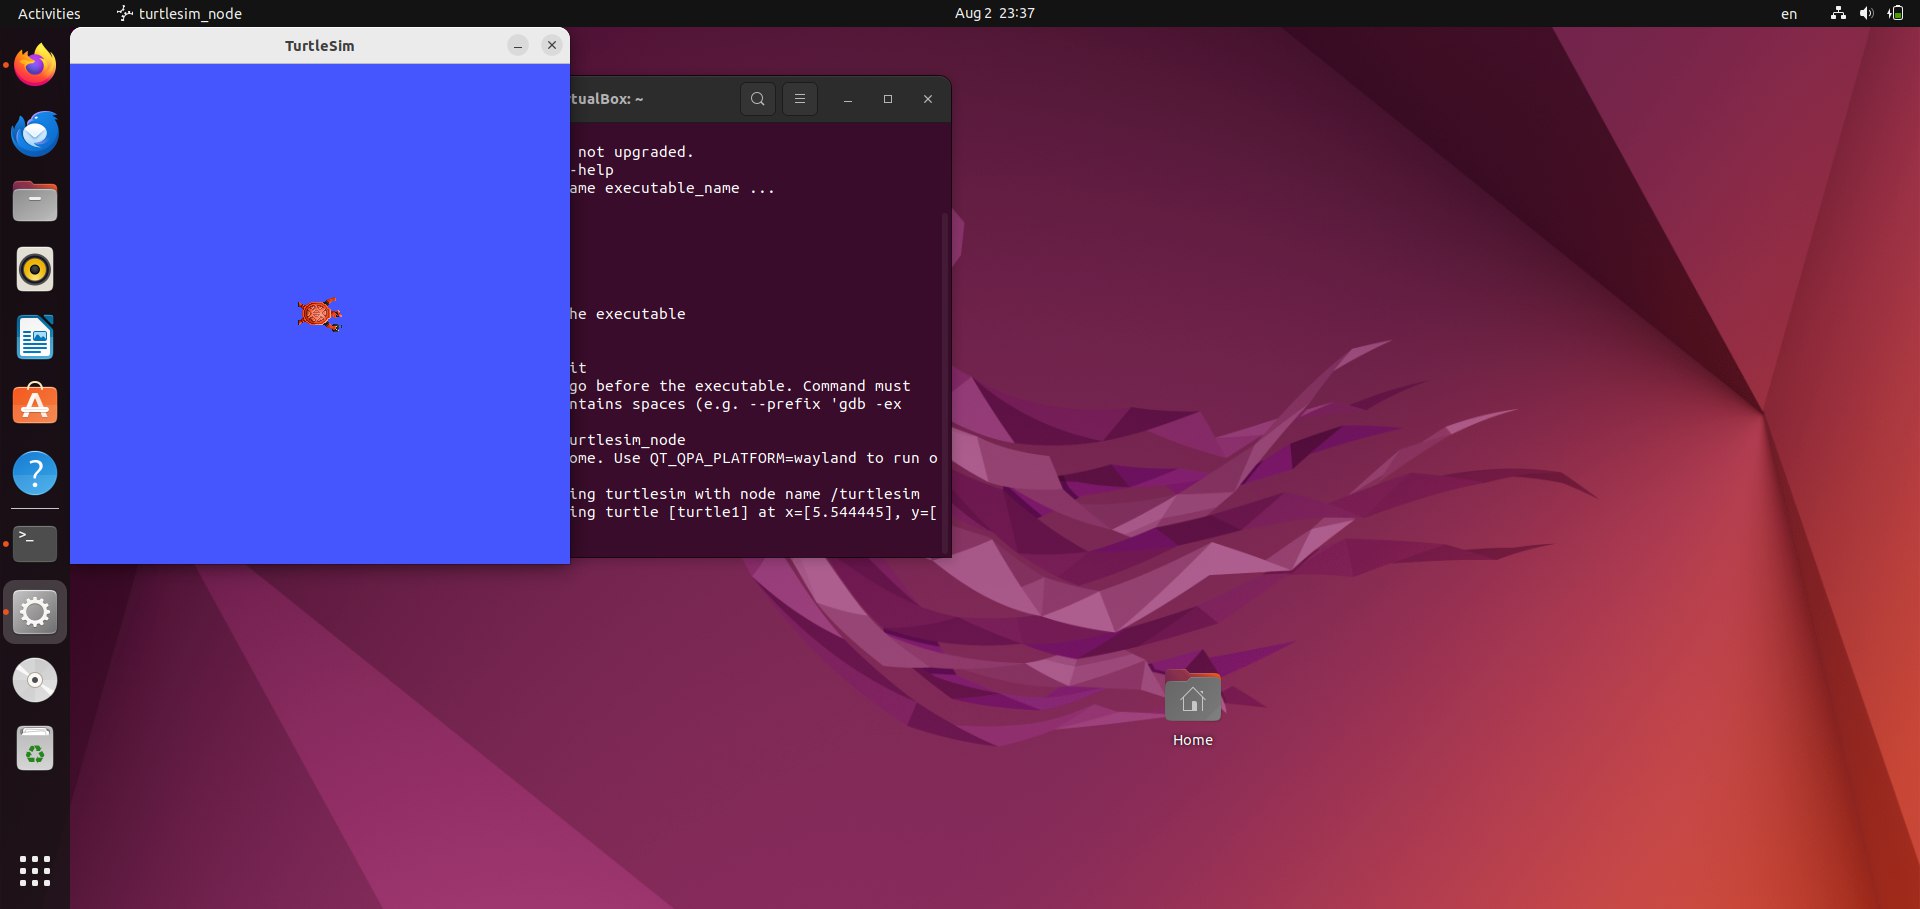 Activities
turtlesim_node
Aug 2 23:37
en
TurtleSim
rtualBox: ~
not upgraded.
-help
ame executable_name ...
he executable
it
go before the executable. Command must
ntains spaces (e.g. --prefix 'gdb -ex
urtlesim_node
ome. Use QT_QPA_PLATFORM=wayland to run o
ing turtlesim with node name /turtlesim
ing turtle [turtle1] at x=[5.544445], y=[
>_
?
Home